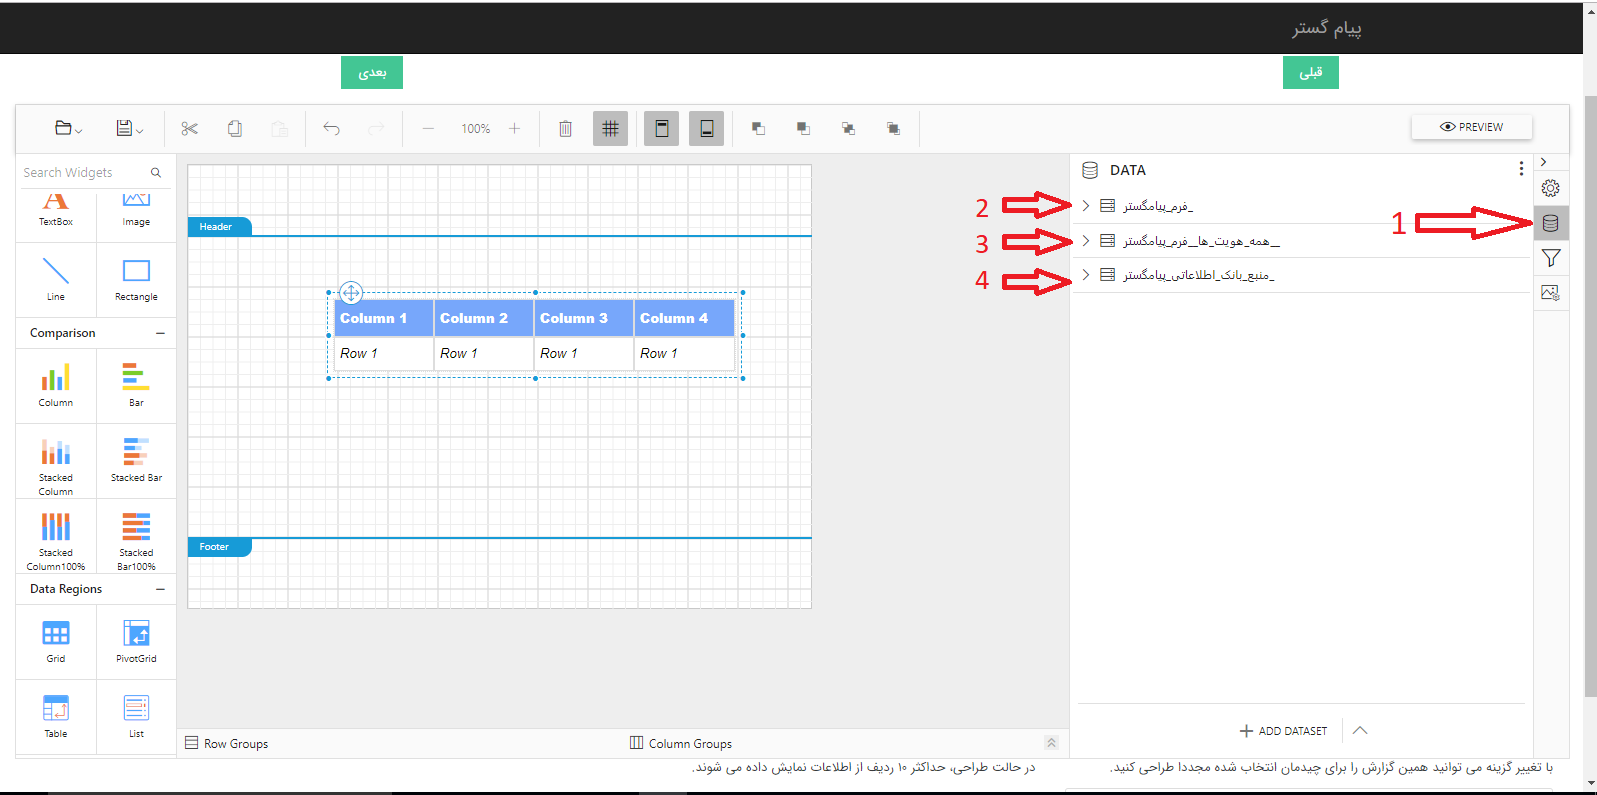 پیام گستر
قبلی
بعدی
100%
PREVIEW
Search Widgets
TextBox
Image
Line
Rectangle
Comparison
Column
Bar
Stacked
Column
Stacked Bar
Stacked
Column100%
Stacked
Bar100%
Data Regions
Grid
PivotGrid
Table
List
Header
Column 1 Column 2 Column 3 Column 4
Row 1 Row 1 Row 1 Row 1
Footer
Row Groups
Column Groups
DATA
1
2
_فرم_پیامگستر
3
__همه_هویت_ها__فرم_پیامگستر
4
_منبع_بانک_اطلاعاتی_پیامگستر
ADD DATASET
با تغییر گزینه می توانید همین گزارش را برای چیدمان انتخاب شده مجددا طراحی کنید.
در حالت طراحی، حداکثر ۱۰ ردیف از اطلاعات نمایش داده می شوند.